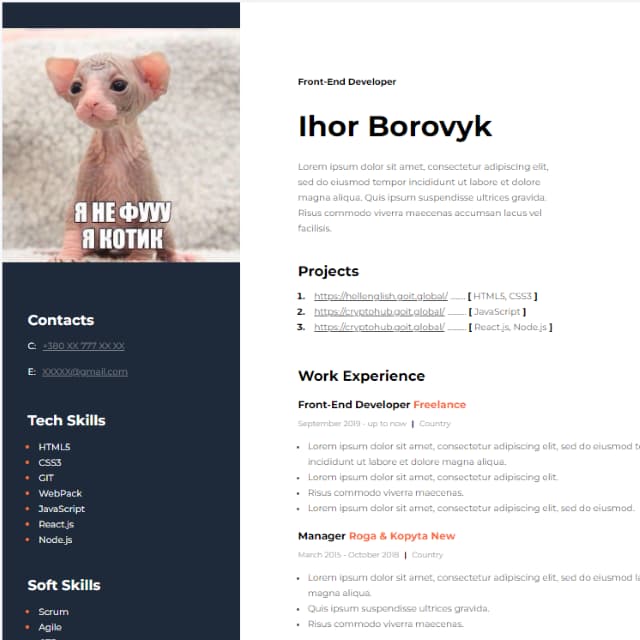 Я НЕ ФУУУ
Я КОТИК
Contacts
C: +380 XX 777 XX XX
E: XXXXX@gmail.com
Tech Skills
HTML5
CSS3
GIT
WebPack
JavaScript
React.js
Node.js
Soft Skills
Scrum
Agile
Front-End Developer
Ihor Borovyk
Lorem ipsum dolor sit amet, consectetur adipiscing elit,
sed do eiusmod tempor incididunt ut labore et dolore
magna aliqua. Quis ipsum suspendisse ultrices gravida.
Risus commodo viverra maecenas accumsan lacus vel
facilisis.
Projects
1. https://hellenglish.goit.global/ ........ [ HTML5, CSS3 ]
2. https://cryptohub.goit.global/ .......... [ JavaScript ]
3. https://cryptohub.goit.global/ .......... [ React.js, Node.js ]
Work Experience
Front-End Developer Freelance
September 2019 - up to now | Country
Lorem ipsum dolor sit amet, consectetur adipiscing elit, sed do eiusmod
incididunt ut labore et dolore magna aliqua.
Lorem ipsum dolor sit amet, consectetur adipiscing elit.
Risus commodo viverra maecenas.
Lorem ipsum dolor sit amet, consectetur adipiscing elit, sed do eiusmod.
Manager Roga & Kopyta New
March 2015 - October 2018 | Country
Lorem ipsum dolor sit amet, consectetur adipiscing elit, sed do eiusmod
magna aliqua.
Quis ipsum suspendisse ultrices gravida.
Risus commodo viverra maecenas.